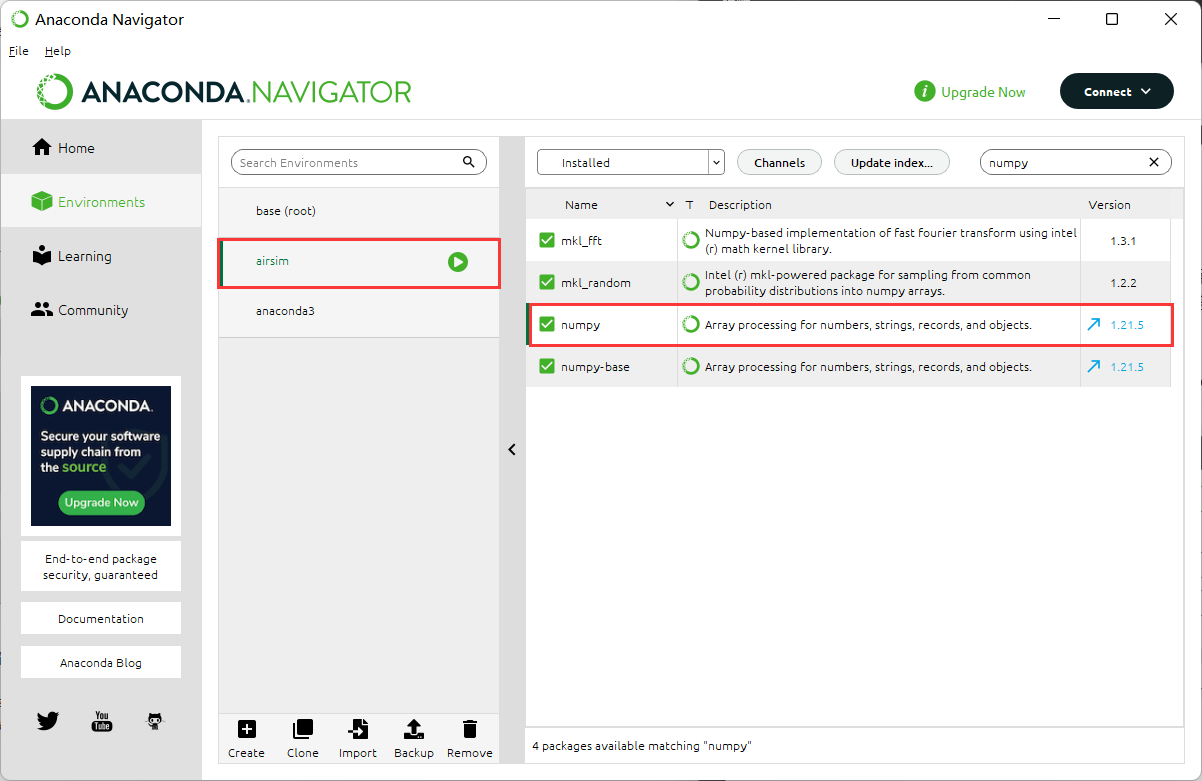 Anaconda Navigator
File Help
ANACONDA.NAVIGATOR
i Upgrade Now
Connect
Home
Environments
Learning
Community
ANACONDA.
Secure your software
supply chain from
the source
Upgrade Now
End-to-end package
security, guaranteed
Documentation
Anaconda Blog
You
Tube
Search Environments
base (root)
airsim
anaconda3
Create Clone Import Backup Remove
Installed Channels Update index... numpy
Name T Description Version
mkl_fft
Numpy-based implementation of fast fourier transform using intel
(r) math kernel library.
1.3.1
mkl_random
Intel (r) mkl-powered package for sampling from common
probability distributions into numpy arrays.
1.2.2
numpy Array processing for numbers, strings, records, and objects. 1.21.5
numpy-base Array processing for numbers, strings, records, and objects. 1.21.5
4 packages available matching "numpy"